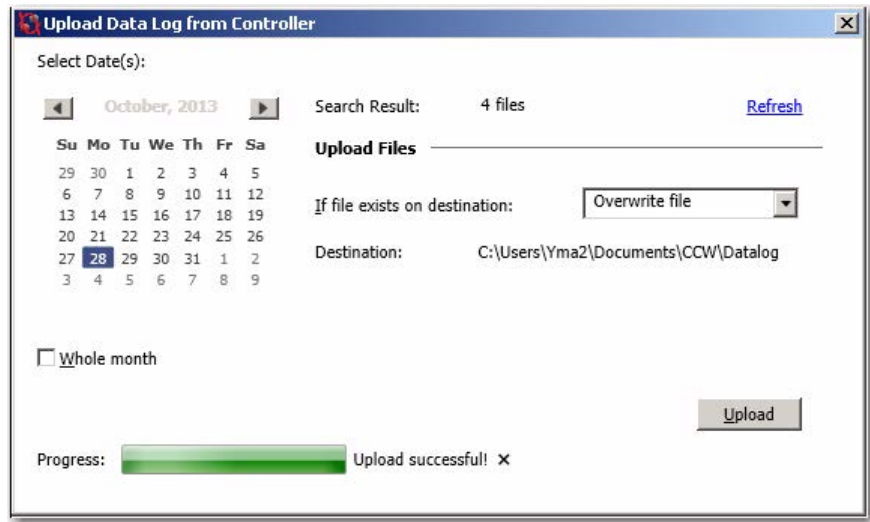 Upload Data Log from Controller
Select Date(s):
October, 2013
Su Mo Tu We Th Fr Sa
29 30 1 2 3 4 5
6 7 8 9 10 11 12
13 14 15 16 17 18 19
20 21 22 23 24 25 26
27 28 29 30 31 1 2
3 4 5 6 7 8 9
Whole month
Search Result: 4 files Refresh
Upload Files
If file exists on destination: Overwrite file
Destination: C:\Users\Yma2\Documents\CCW\Datalog
Upload
Progress: Upload successful!